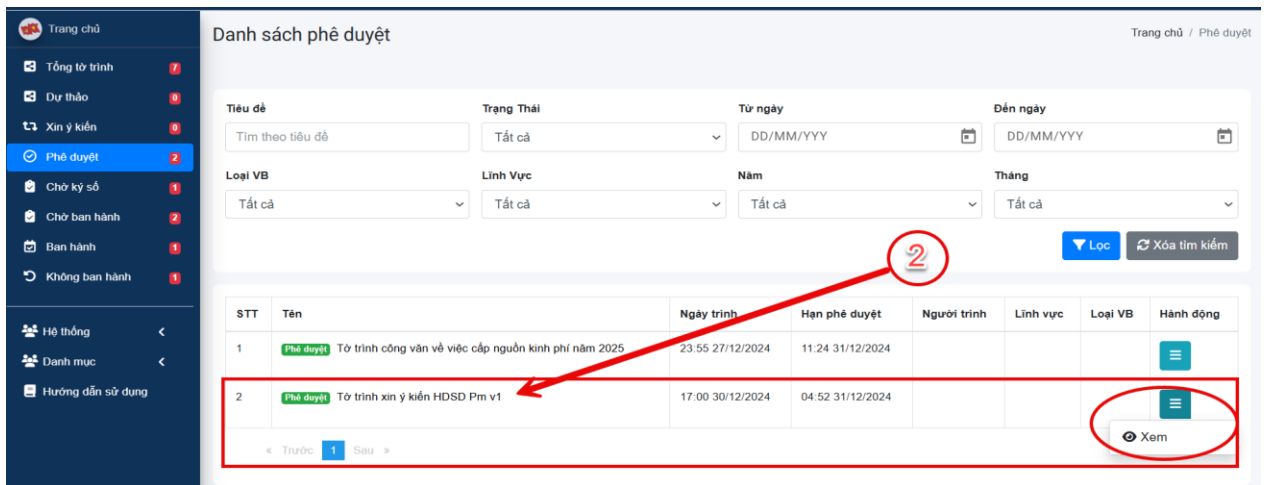 Trang chủ
Tổng tờ trình 7
Dự thảo 0
Xin ý kiến 0
Phê duyệt 2
Chờ ký số 1
Chờ ban hành 2
Ban hành 1
Không ban hành 1
Hệ thống
Danh mục
Hướng dẫn sử dụng
Danh sách phê duyệt
Trang chủ / Phê duyệt
Tiêu đề Trạng Thái Từ ngày Đến ngày
Tìm theo tiêu đề Tất cả DD/MM/YYY DD/MM/YYY
Loại VB Lĩnh Vực Năm Tháng
Tất cả Tất cả Tất cả Tất cả
Lọc Xóa tìm kiếm
2
STT Tên Ngày trình Hạn phê duyệt Người trình Lĩnh vực Loại VB Hành động
1 Phê duyệt Tờ trình công văn về việc cấp nguồn kinh phí năm 2025 23:55 27/12/2024 11:24 31/12/2024
2 Phê duyệt Tờ trình xin ý kiến HDSD Pm v1 17:00 30/12/2024 04:52 31/12/2024
Xem
« Trước 1 Sau »